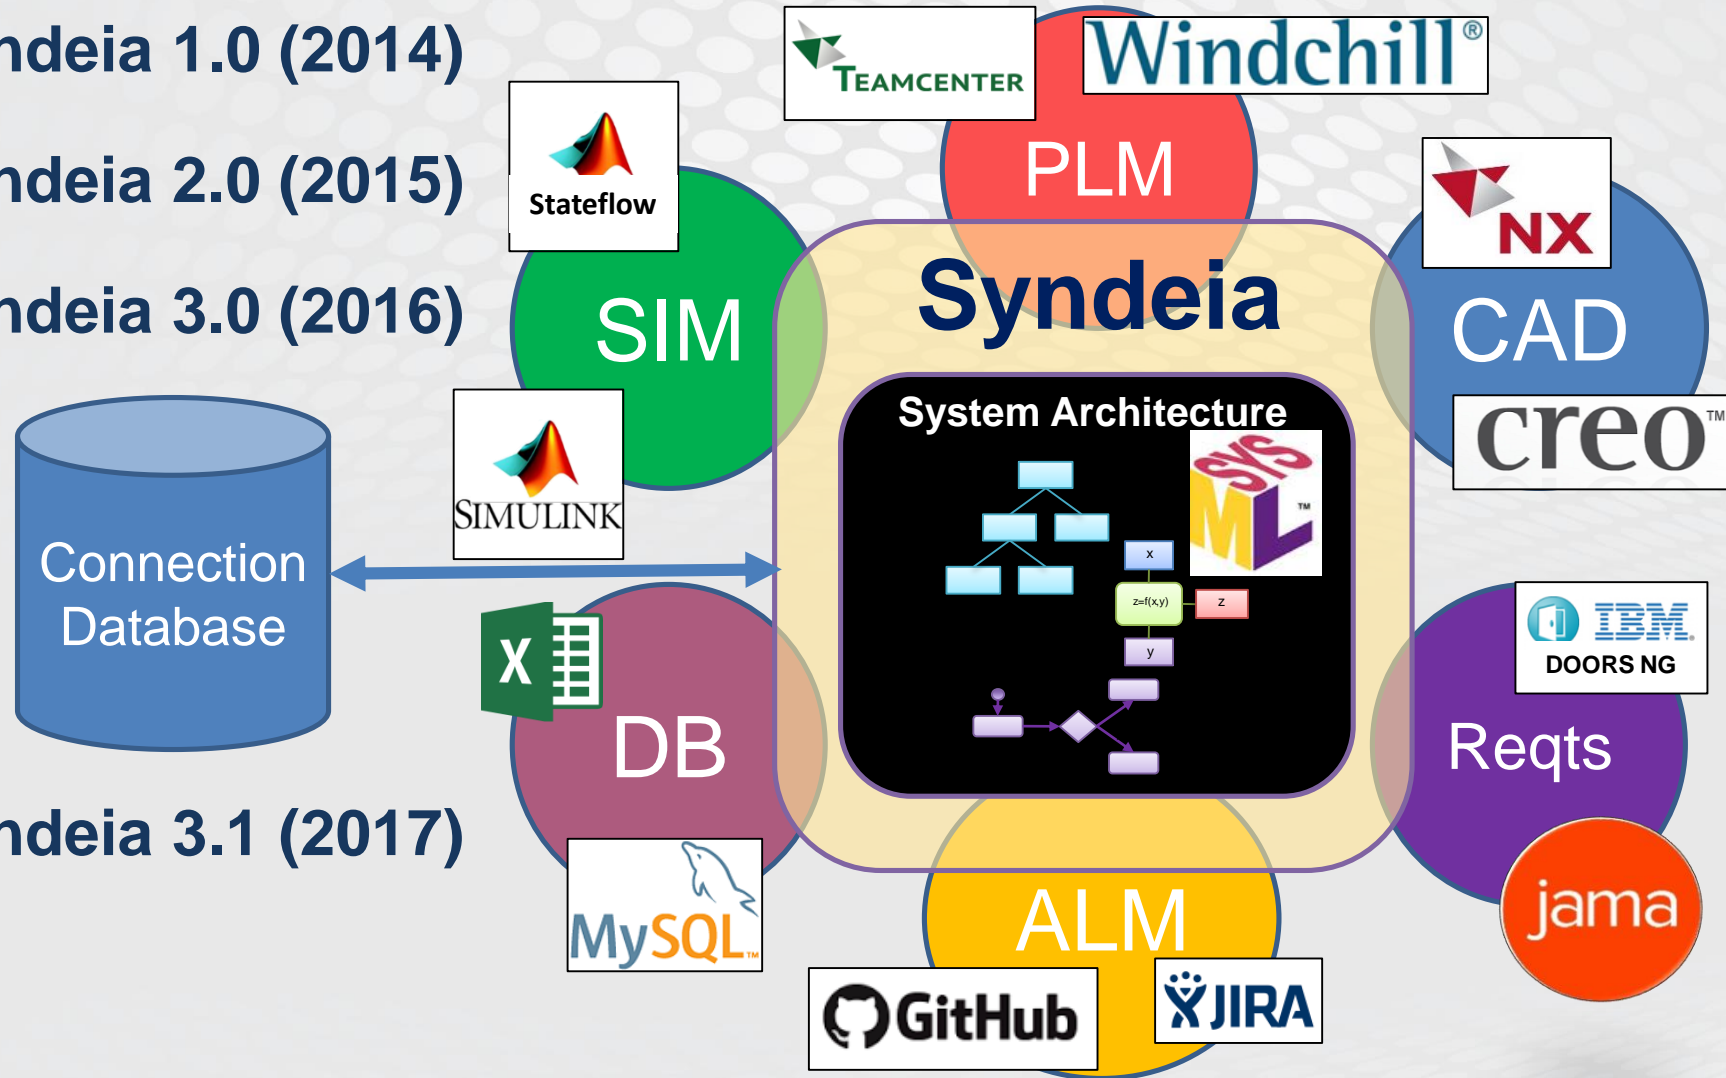 ndeia 1.0 (2014)
ndeia 2.0 (2015)
ndeia 3.0 (2016)
Connection
Database
ndeia 3.1 (2017)
TEAMCENTER
Windchill®
PLM
Stateflow
SIM
SIMULINK
NX
CAD
creo™
Syndeia
System Architecture
SYS
ML™
x
z=f(x,y)
z
y
X
DB
MySQL™
IBM.
DOORS NG
Reqts
jama
ALM
GitHub
JIRA